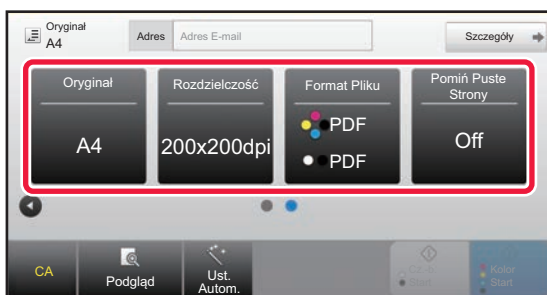 Oryginał
A4
Adres
Adres E-mail
Szczegóły
Oryginał
A4
Rozdzielczość
200x200dpi
Format Pliku
PDF
PDF
Pomiń Puste
Strony
Off
CA
Podgląd
Ust.
Autom.
Start
Kolor
Start